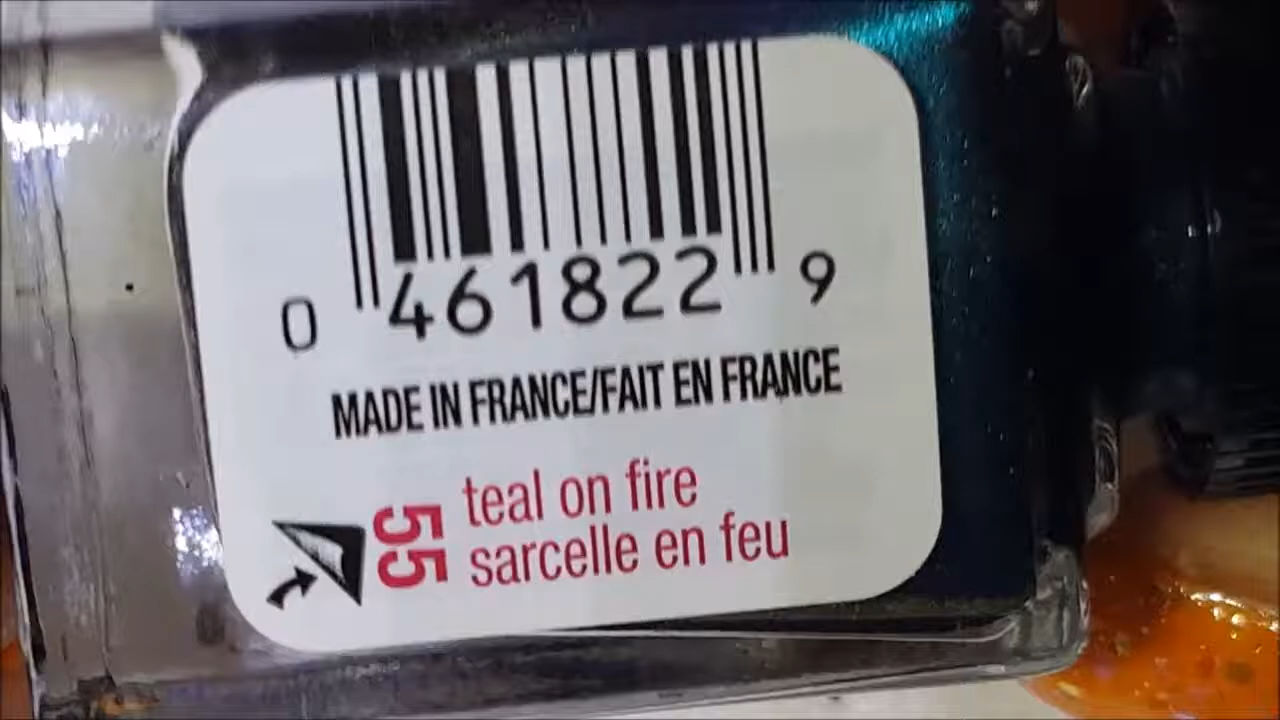 0 461822 9
MADE IN FRANCE/FAIT EN FRANCE
55
teal on fire
sarcelle en feu